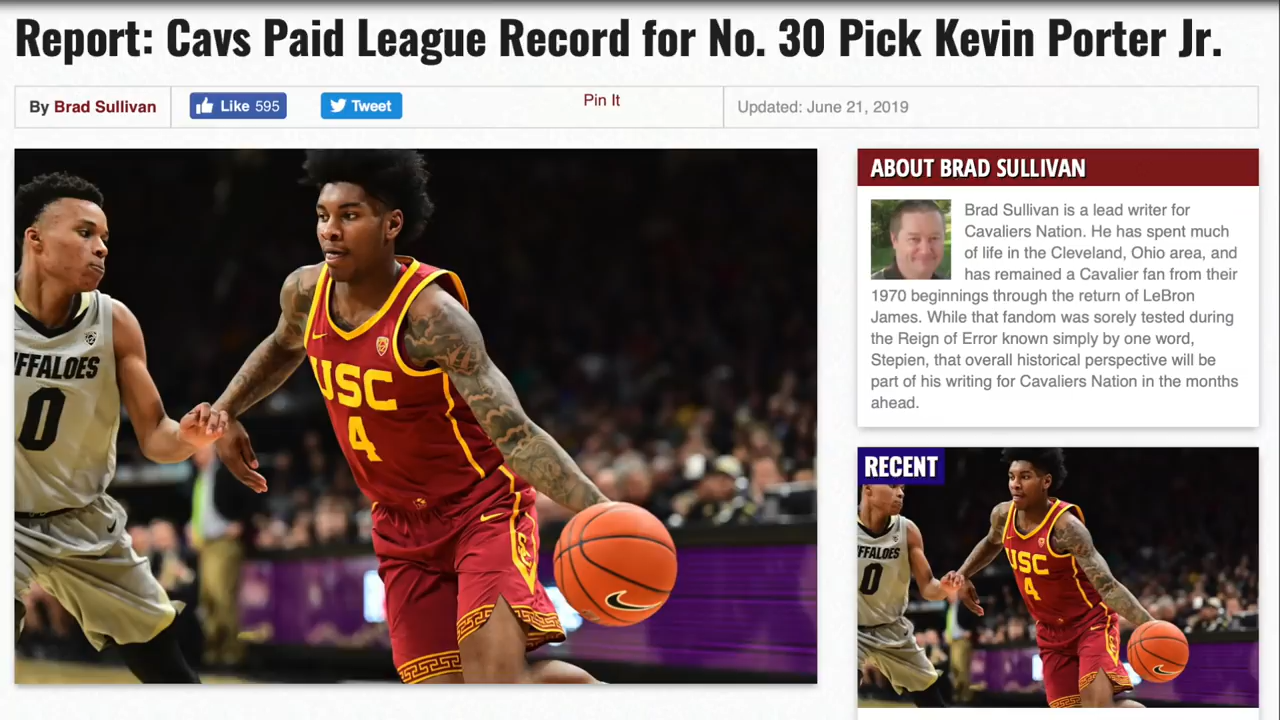 Report: Cavs Paid League Record for No. 30 Pick Kevin Porter Jr.
By Brad Sullivan
Like 595
Tweet
Pin It
Updated: June 21, 2019
UFFALOES
0
USC
4
ABOUT BRAD SULLIVAN
Brad Sullivan is a lead writer for
Cavaliers Nation. He has spent much
of life in the Cleveland, Ohio area, and
has remained a Cavalier fan from their
1970 beginnings through the return of LeBron
James. While that fandom was sorely tested during
the Reign of Error known simply by one word,
Stepien, that overall historical perspective will be
part of his writing for Cavaliers Nation in the months
ahead.
RECENT
FFALOES
0
USC
4